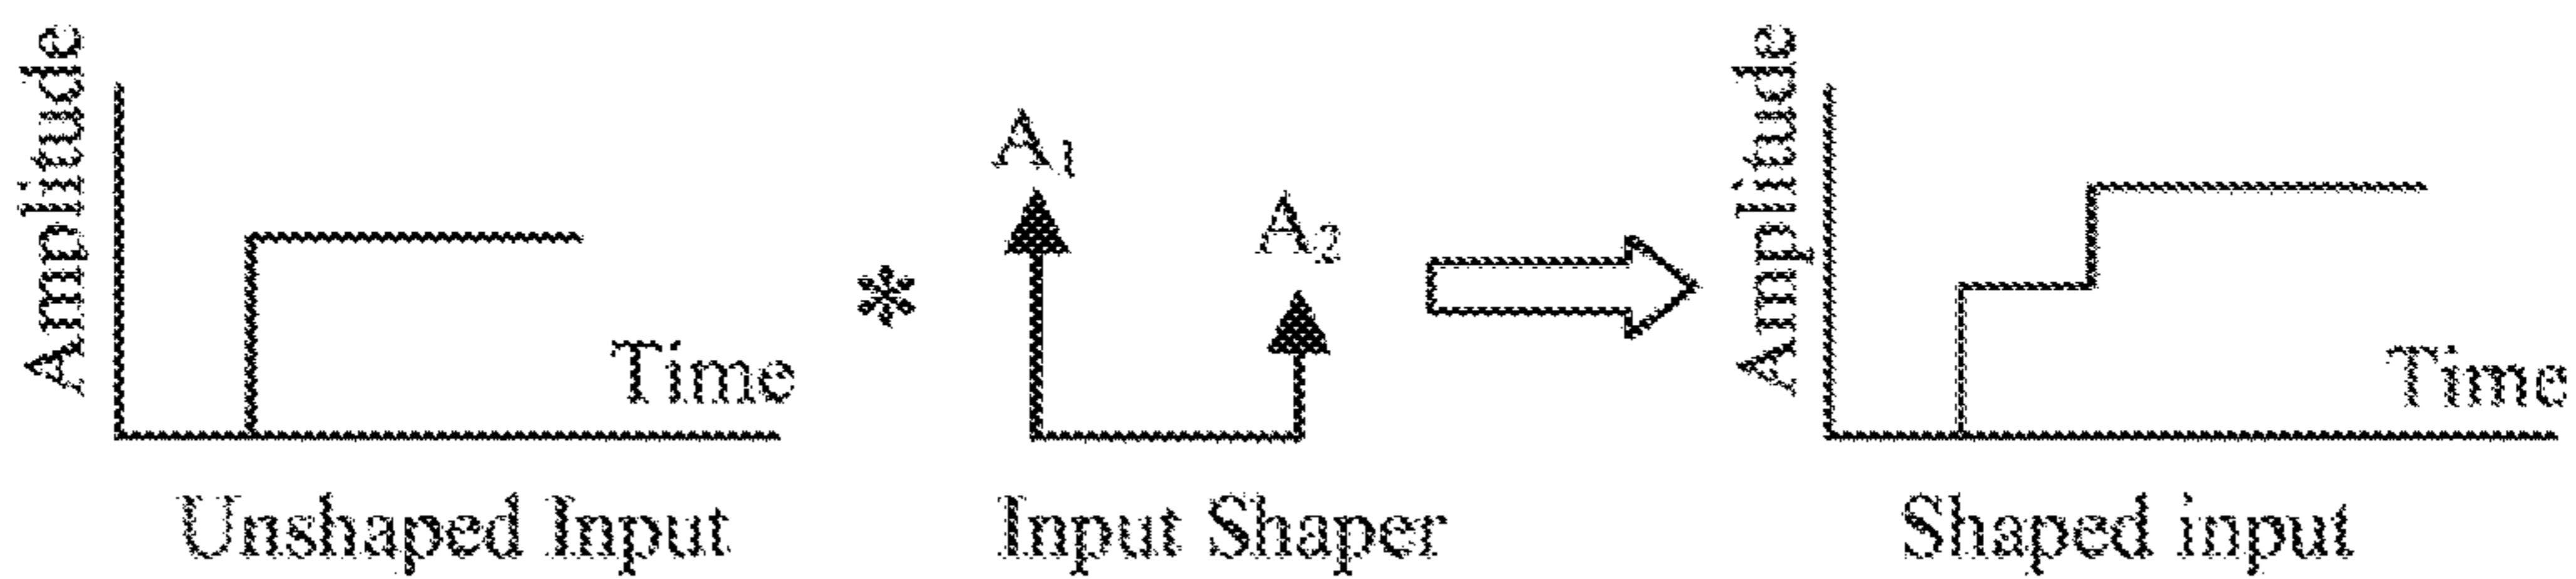 Amplitude
Time
Unshaped Input
*
A₁
A₂
Input Shaper
Amplitude
Time
Shaped input